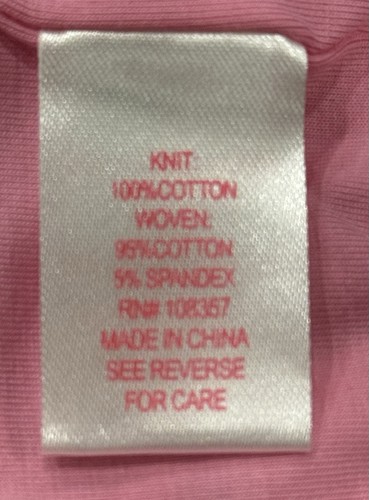 KNIT:
100%COTTON
WOVEN:
95%COTTON
5% SPANDEX
RN# 108357
MADE IN CHINA
SEE REVERSE
FOR CARE